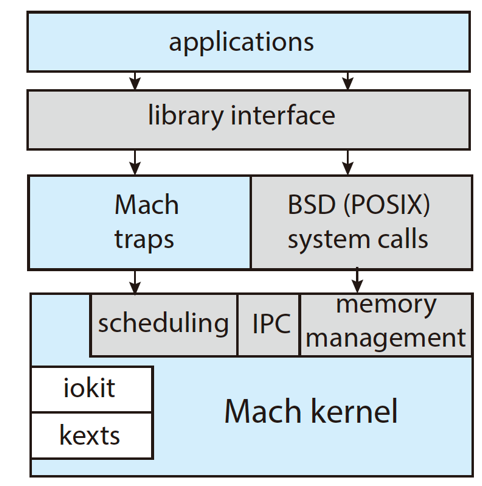 applications
library interface
Mach
traps
BSD (POSIX)
system calls
scheduling
IPC
memory
management
iokit
kexts
Mach kernel